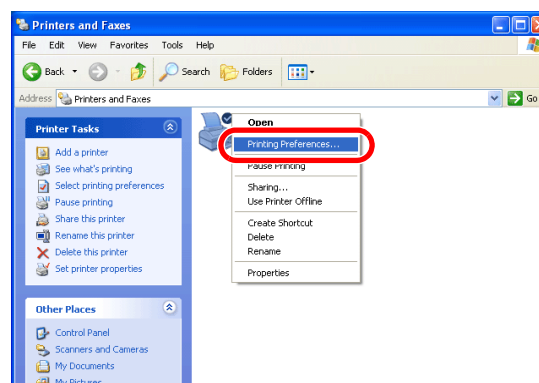 Printers and Faxes
File Edit View Favorites Tools Help
Back Search Folders
Address Printers and Faxes Go
Printer Tasks
Add a printer
See what's printing
Select printing preferences
Pause printing
Share this printer
Rename this printer
Delete this printer
Set printer properties
Other Places
Control Panel
Scanners and Cameras
My Documents
My Pictures
Open
Printing Preferences...
Pause Printing
Sharing...
Use Printer Offline
Create Shortcut
Delete
Rename
Properties